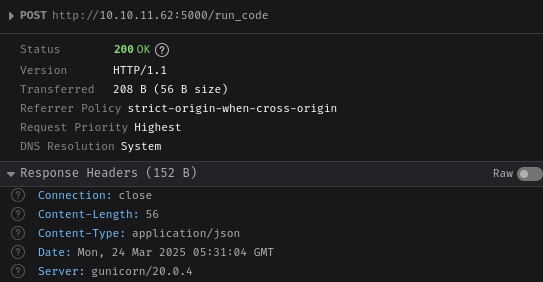 POST http://10.10.11.62:5000/run_code
Status 200 OK ?
Version HTTP/1.1
Transferred 208 B (56 B size)
Referrer Policy strict-origin-when-cross-origin
Request Priority Highest
DNS Resolution System
Response Headers (152 B) Raw
? Connection: close
? Content-Length: 56
? Content-Type: application/json
? Date: Mon, 24 Mar 2025 05:31:04 GMT
? Server: gunicorn/20.0.4